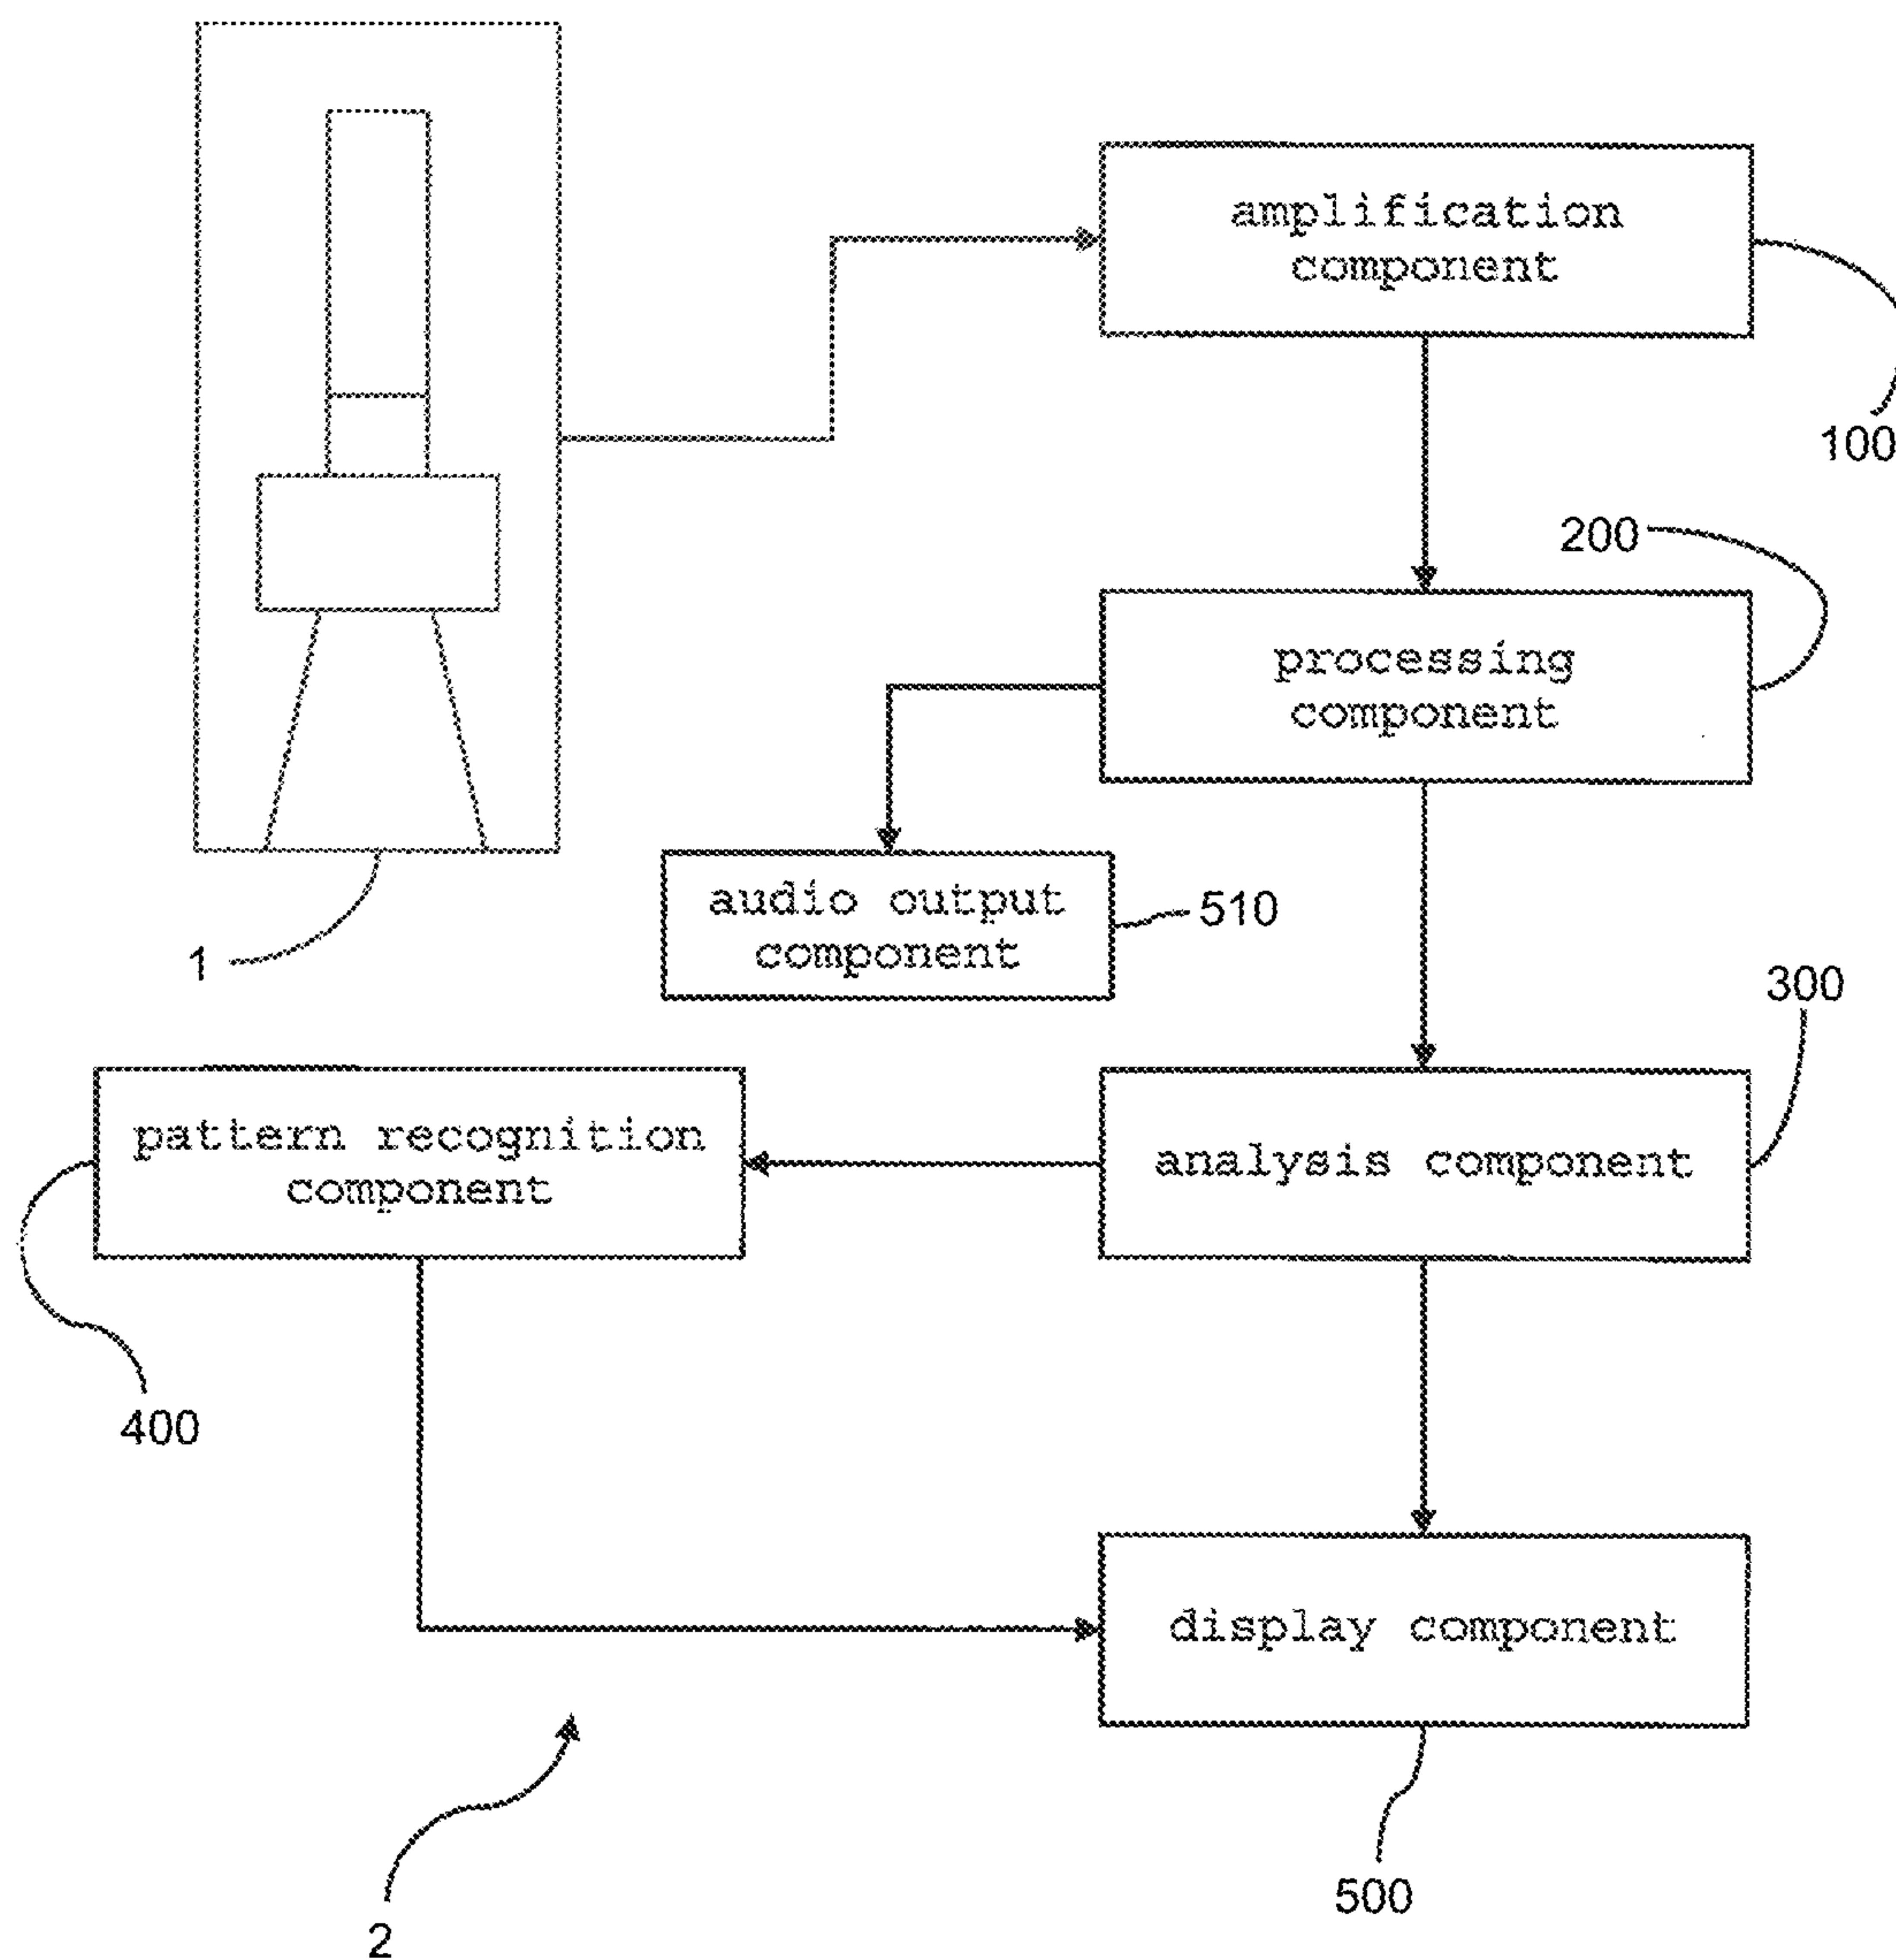 amplification
component
100
200
processing
component
audio output
component
510
1
300
pattern recognition
component
analysis component
400
display component
500
2